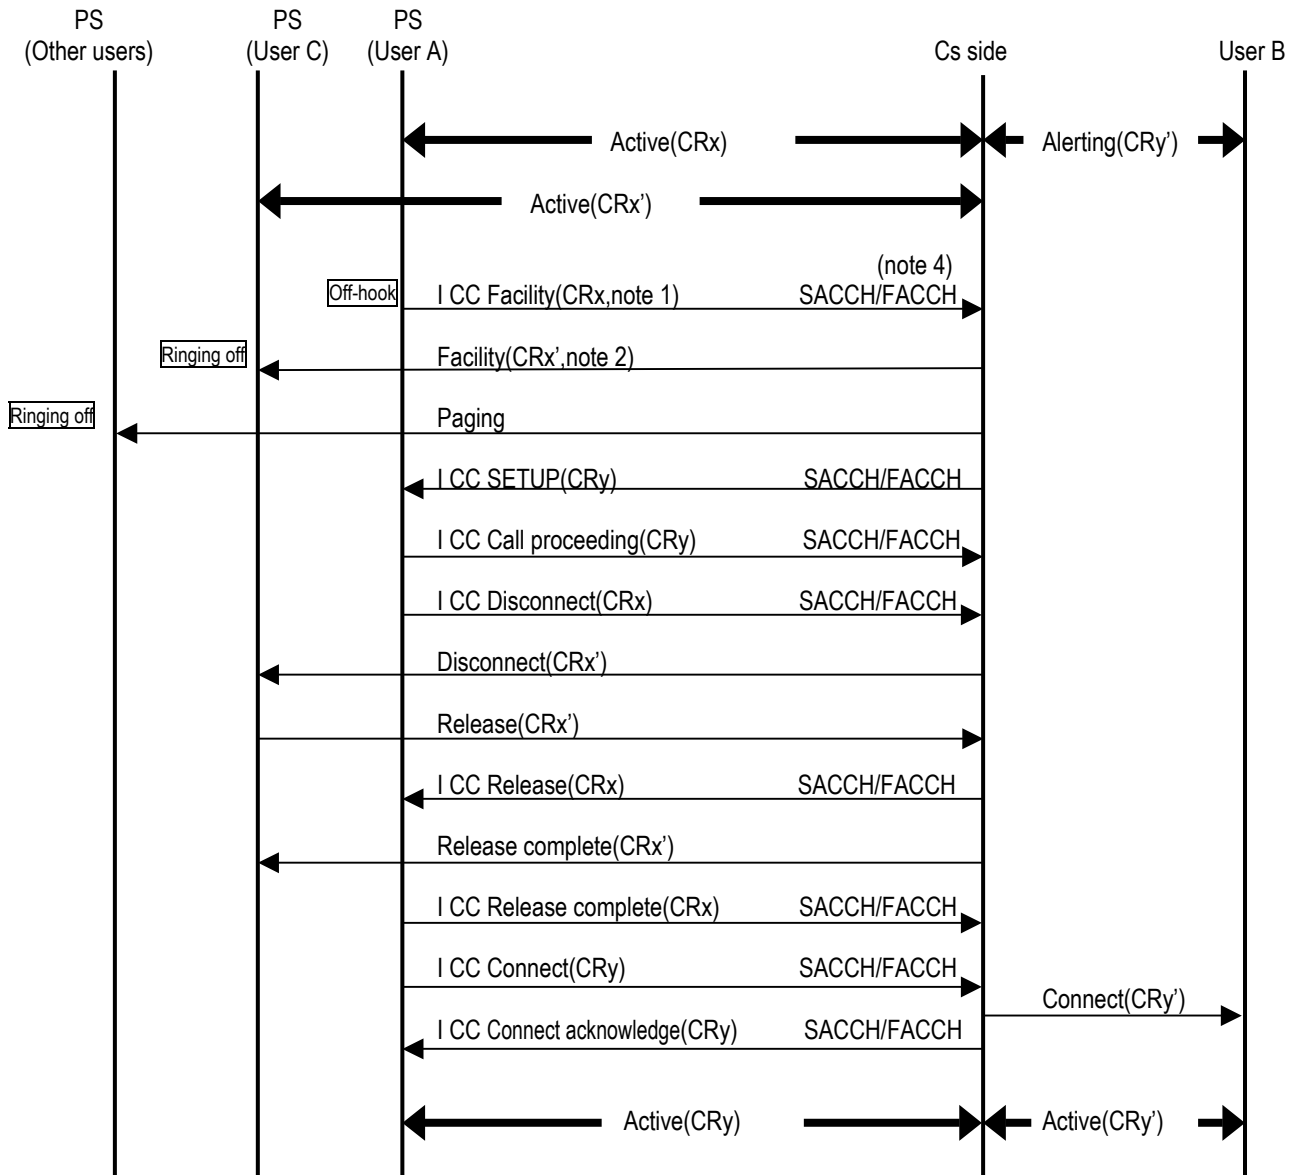 PS PS PS
(Other users) (User C) (User A) Cs side User B
Active(CRx) Alerting(CRy’)
Active(CRx’)
(note 4)
Off-hook I CC Facility(CRx,note 1) SACCH/FACCH
Ringing off Facility(CRx’,note 2)
Ringing off Paging
I CC SETUP(CRy) SACCH/FACCH
I CC Call proceeding(CRy) SACCH/FACCH
I CC Disconnect(CRx) SACCH/FACCH
Disconnect(CRx’)
Release(CRx’)
I CC Release(CRx) SACCH/FACCH
Release complete(CRx’)
I CC Release complete(CRx) SACCH/FACCH
I CC Connect(CRy) SACCH/FACCH
Connect(CRy’)
I CC Connect acknowledge(CRy) SACCH/FACCH
Active(CRy) Active(CRy’)